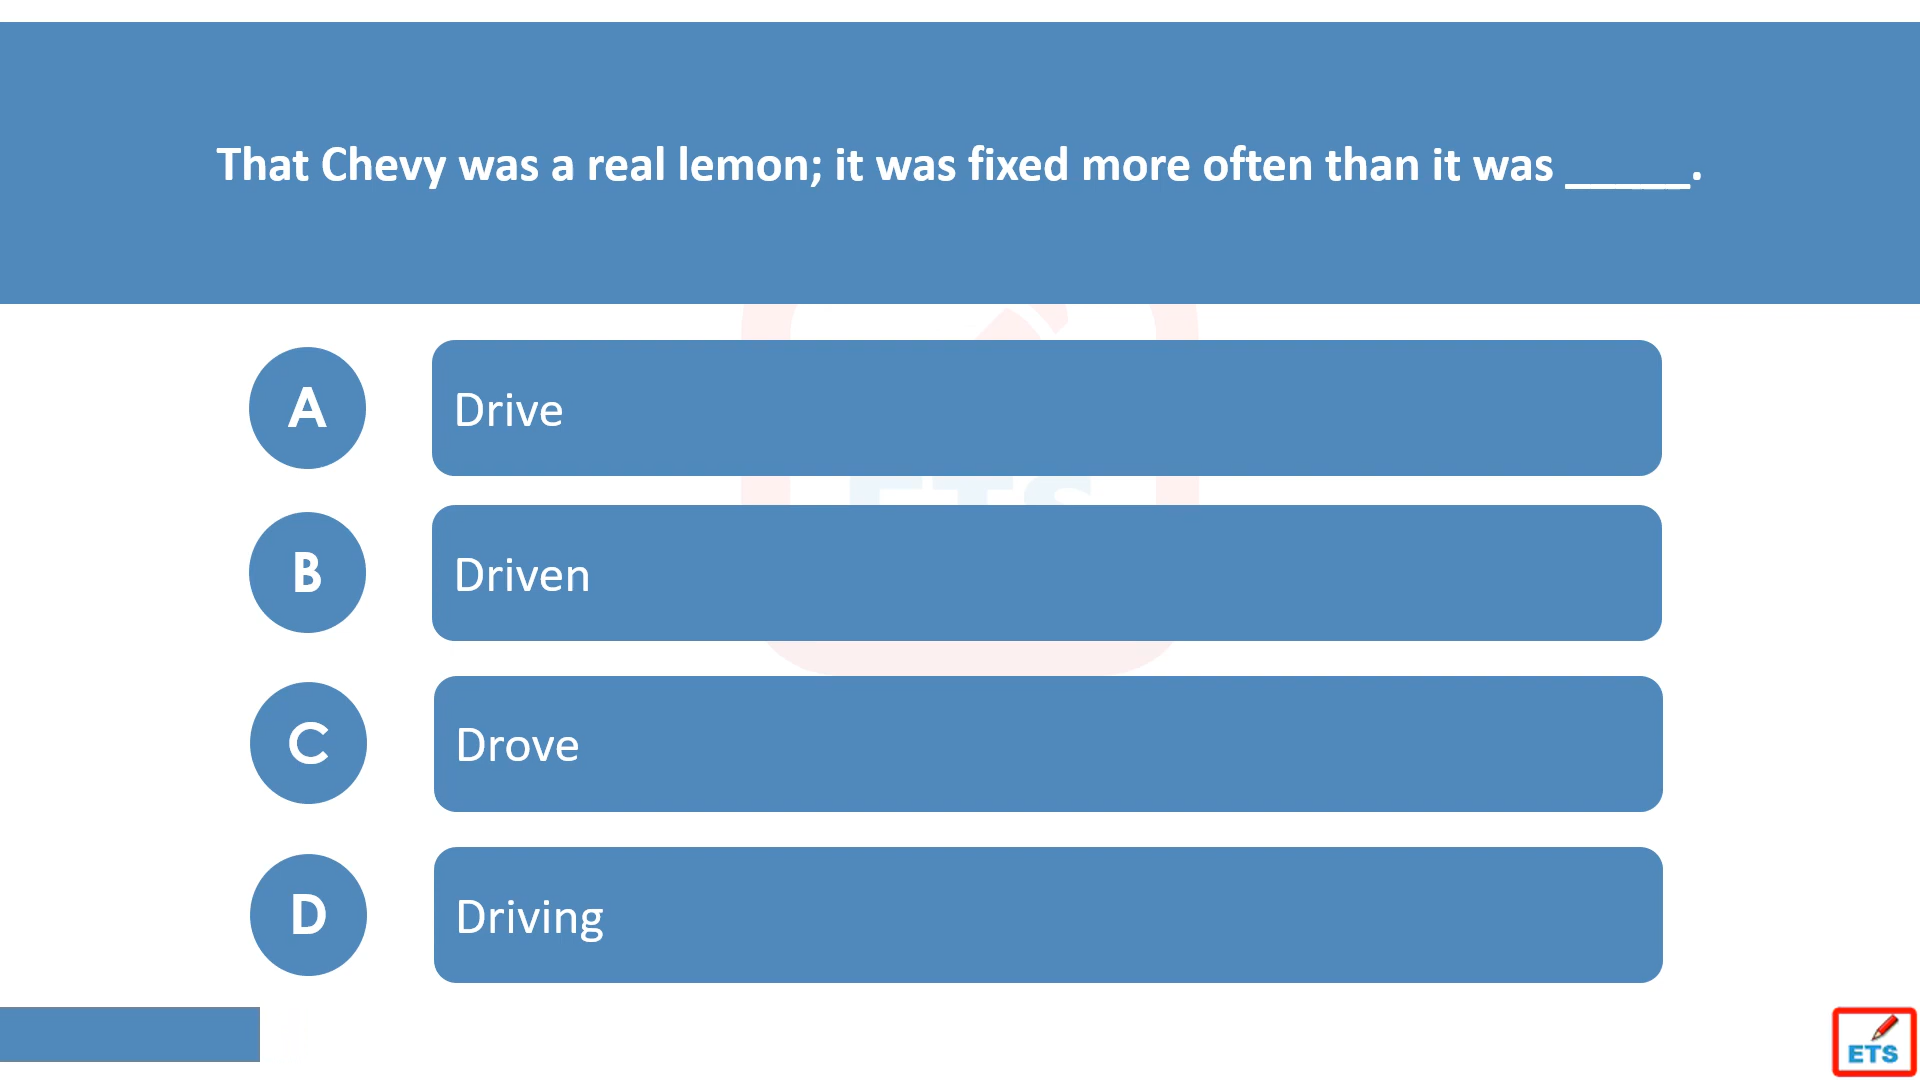 That Chevy was a real lemon; it was fixed more often than it was _____.
A
Drive
ETS
B
Driven
C
Drove
D
Driving
ETS